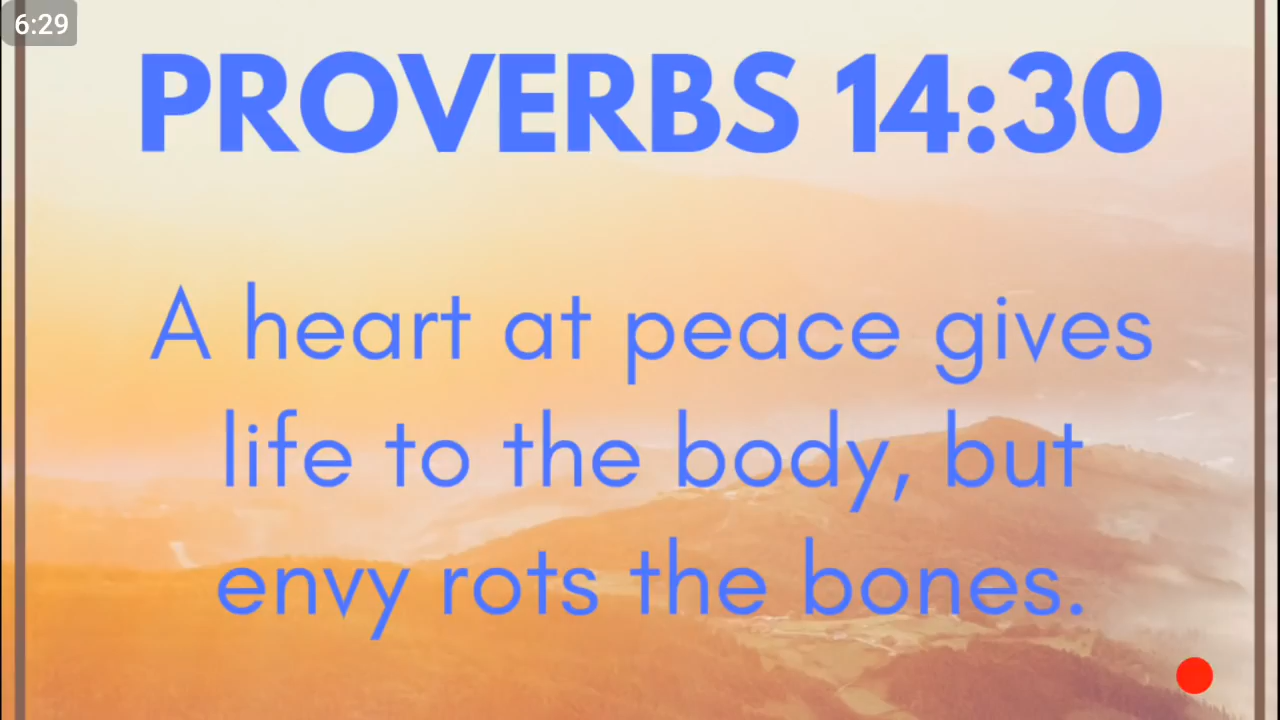 6:29
PROVERBS 14:30
A heart at peace gives
life to the body, but
envy rots the bones.